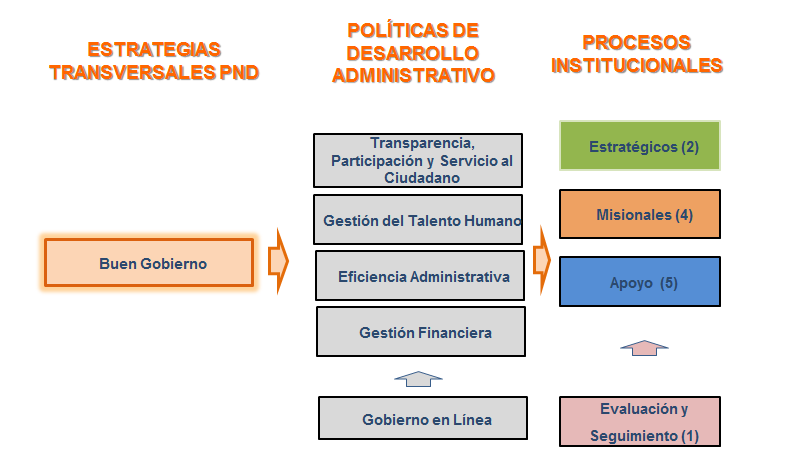 ESTRATEGIAS
TRANSVERSALES PND
POLÍTICAS DE
DESARROLLO
ADMINISTRATIVO
PROCESOS
INSTITUCIONALES
Buen Gobierno
Transparencia,
Participación y Servicio al
Ciudadano
Gestión del Talento Humano
Eficiencia Administrativa
Gestión Financiera
Gobierno en Línea
Estratégicos (2)
Misionales (4)
Apoyo (5)
Evaluación y
Seguimiento (1)